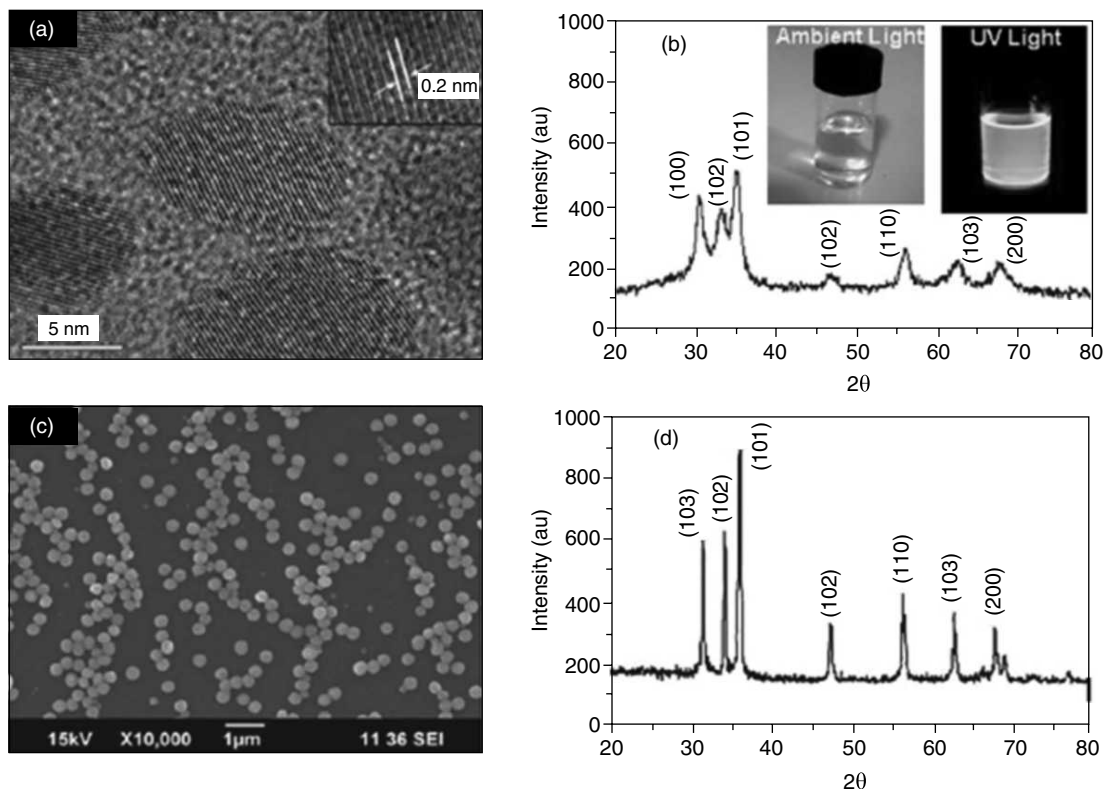 (a)
0.2 nm
5 nm
(b)
Ambient Light
UV Light
1000
800
600
400
200
0
Intensity (au)
(100)
(102)
(101)
(102)
(110)
(103)
(200)
20 30 40 50 60 70 80
2θ
(c)
15kV X10,000 1μm 11 36 SEI
(d)
1000
800
600
400
200
0
Intensity (au)
(103)
(102)
(101)
(102)
(110)
(103)
(200)
20 30 40 50 60 70 80
2θ